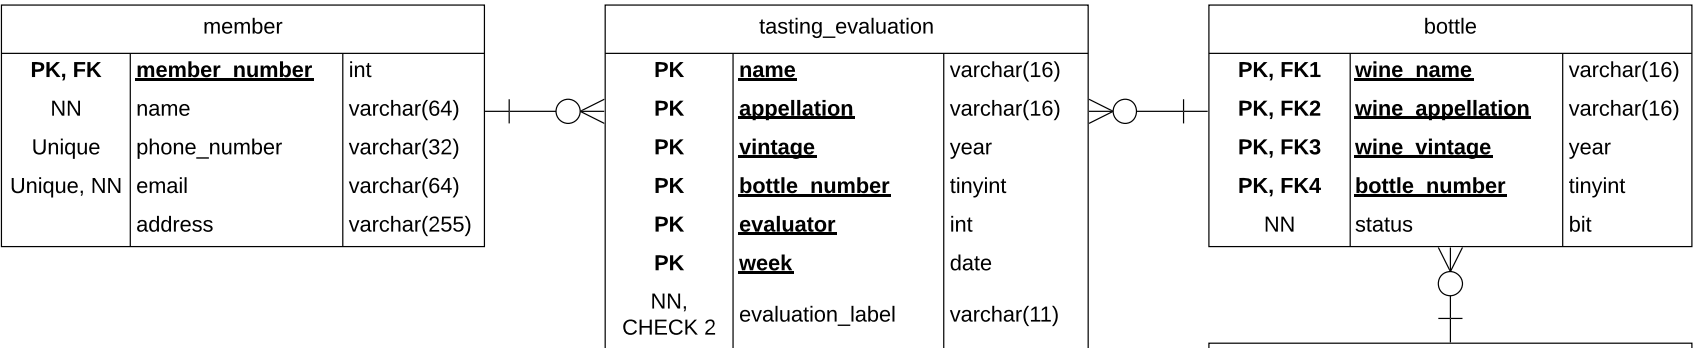 member
PK, FK member_number int
NN name varchar(64)
Unique phone_number varchar(32)
Unique, NN email varchar(64)
address varchar(255)
tasting_evaluation
PK name varchar(16)
PK appellation varchar(16)
PK vintage year
PK bottle_number tinyint
PK evaluator int
PK week date
NN,
CHECK 2 evaluation_label varchar(11)
bottle
PK, FK1 wine_name varchar(16)
PK, FK2 wine_appellation varchar(16)
PK, FK3 wine_vintage year
PK, FK4 bottle_number tinyint
NN status bit